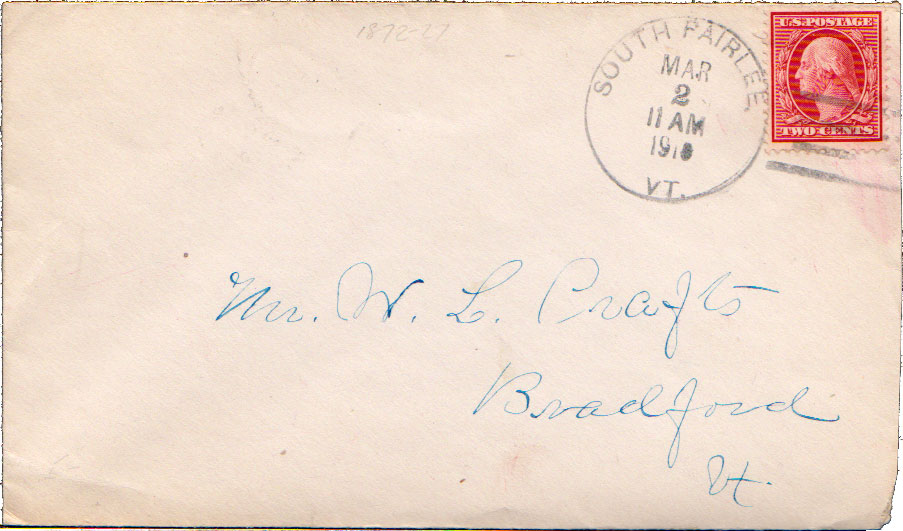 1872-27
SOUTH FAIRLEE
MAR
2
11 AM
VT.
U.S. POSTAGE
TWO CENTS
Mr. W. L. Crafts
Bradford
Vt.